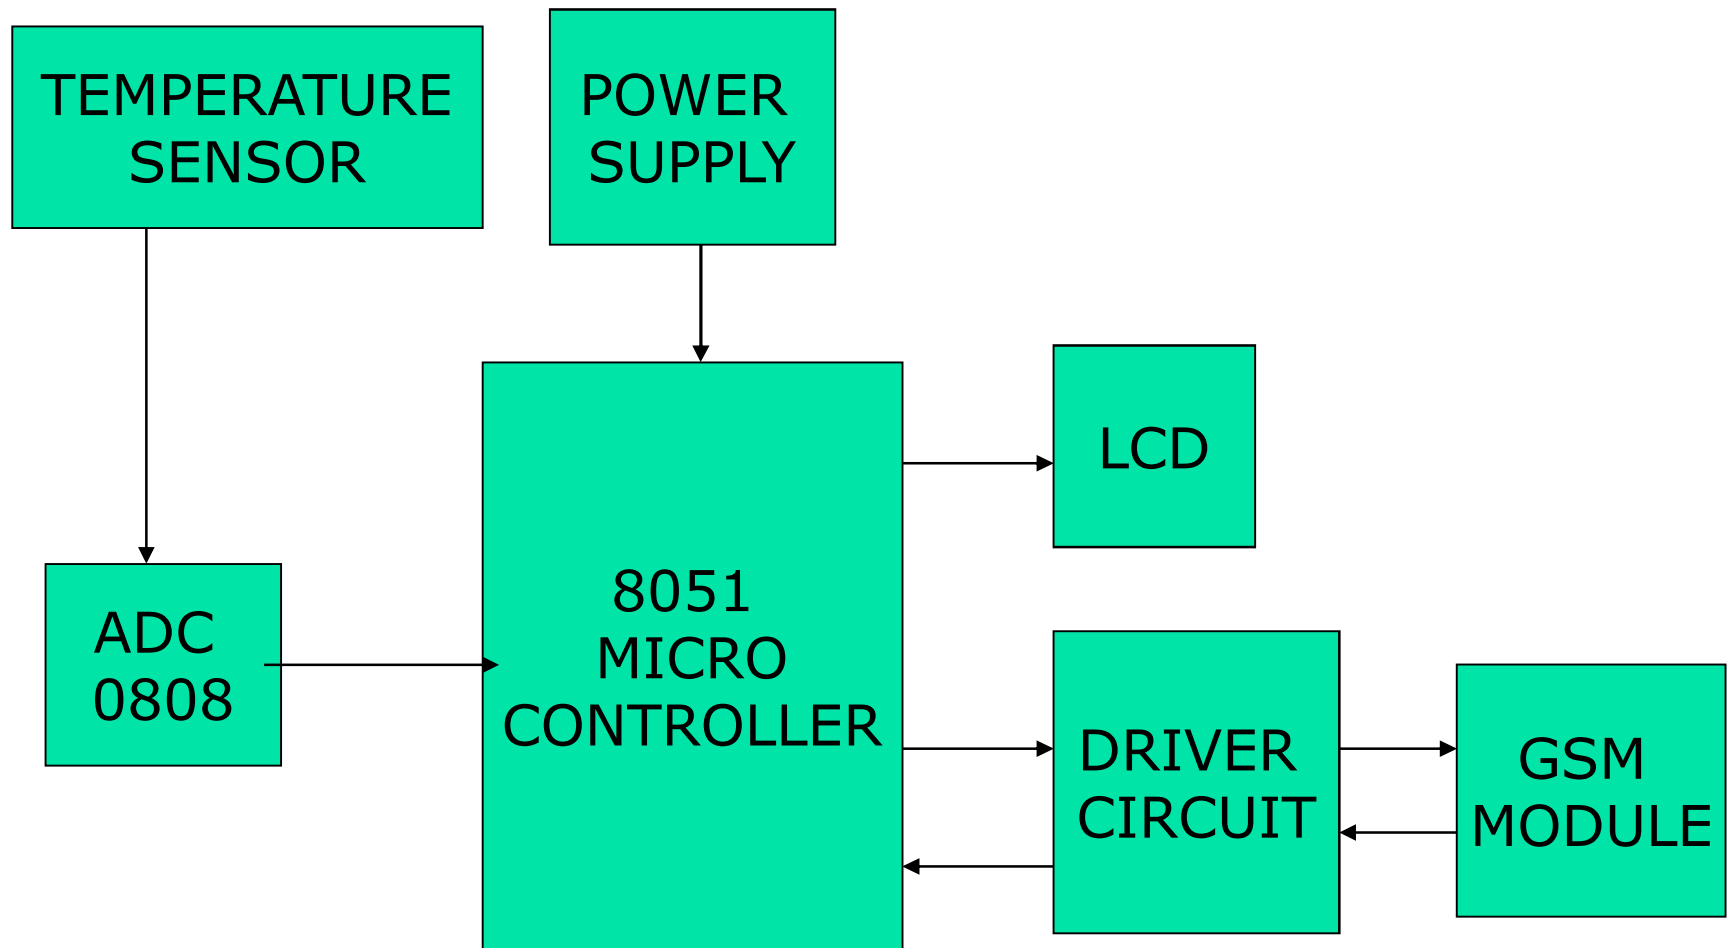 TEMPERATURE
SENSOR
POWER
SUPPLY
LCD
8051
MICRO
CONTROLLER
ADC
0808
DRIVER
CIRCUIT
GSM
MODULE